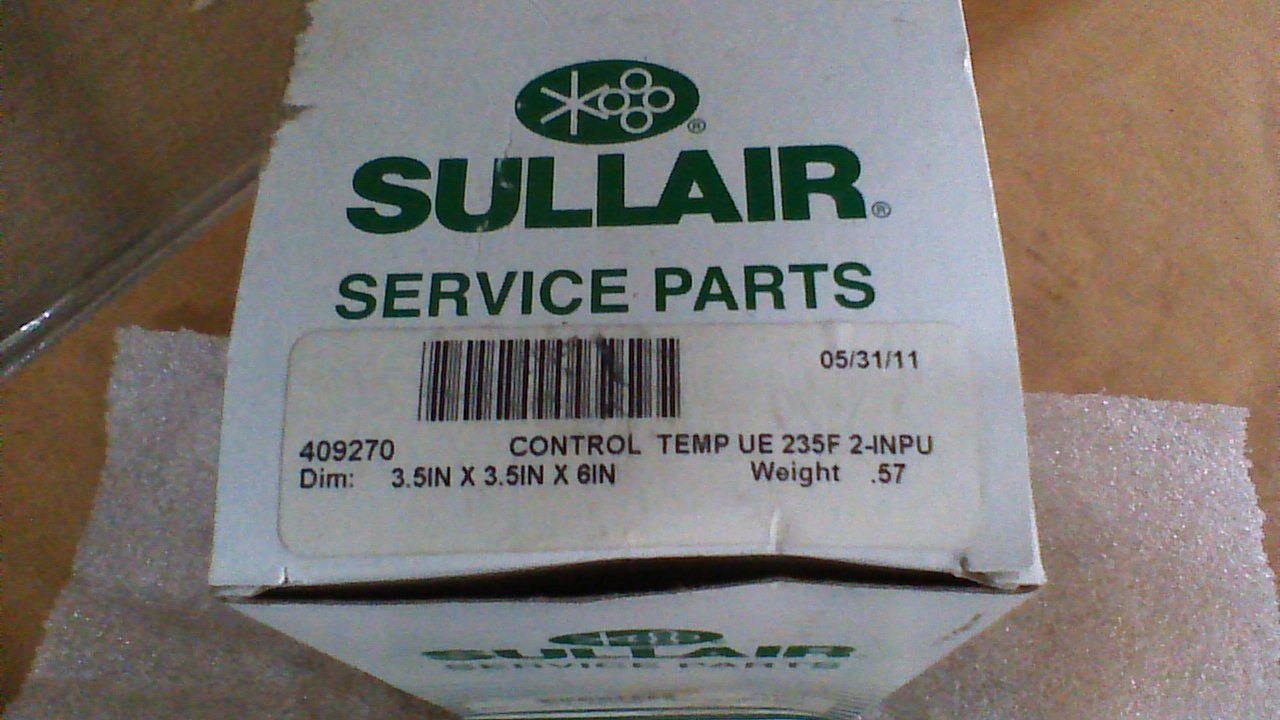 ®
SULLAIR®
SERVICE PARTS
05/31/11
409270 CONTROL TEMP UE 235F 2-INPU
Dim: 3.5IN X 3.5IN X 6IN Weight .57
SULLAIR
SERVICE PARTS